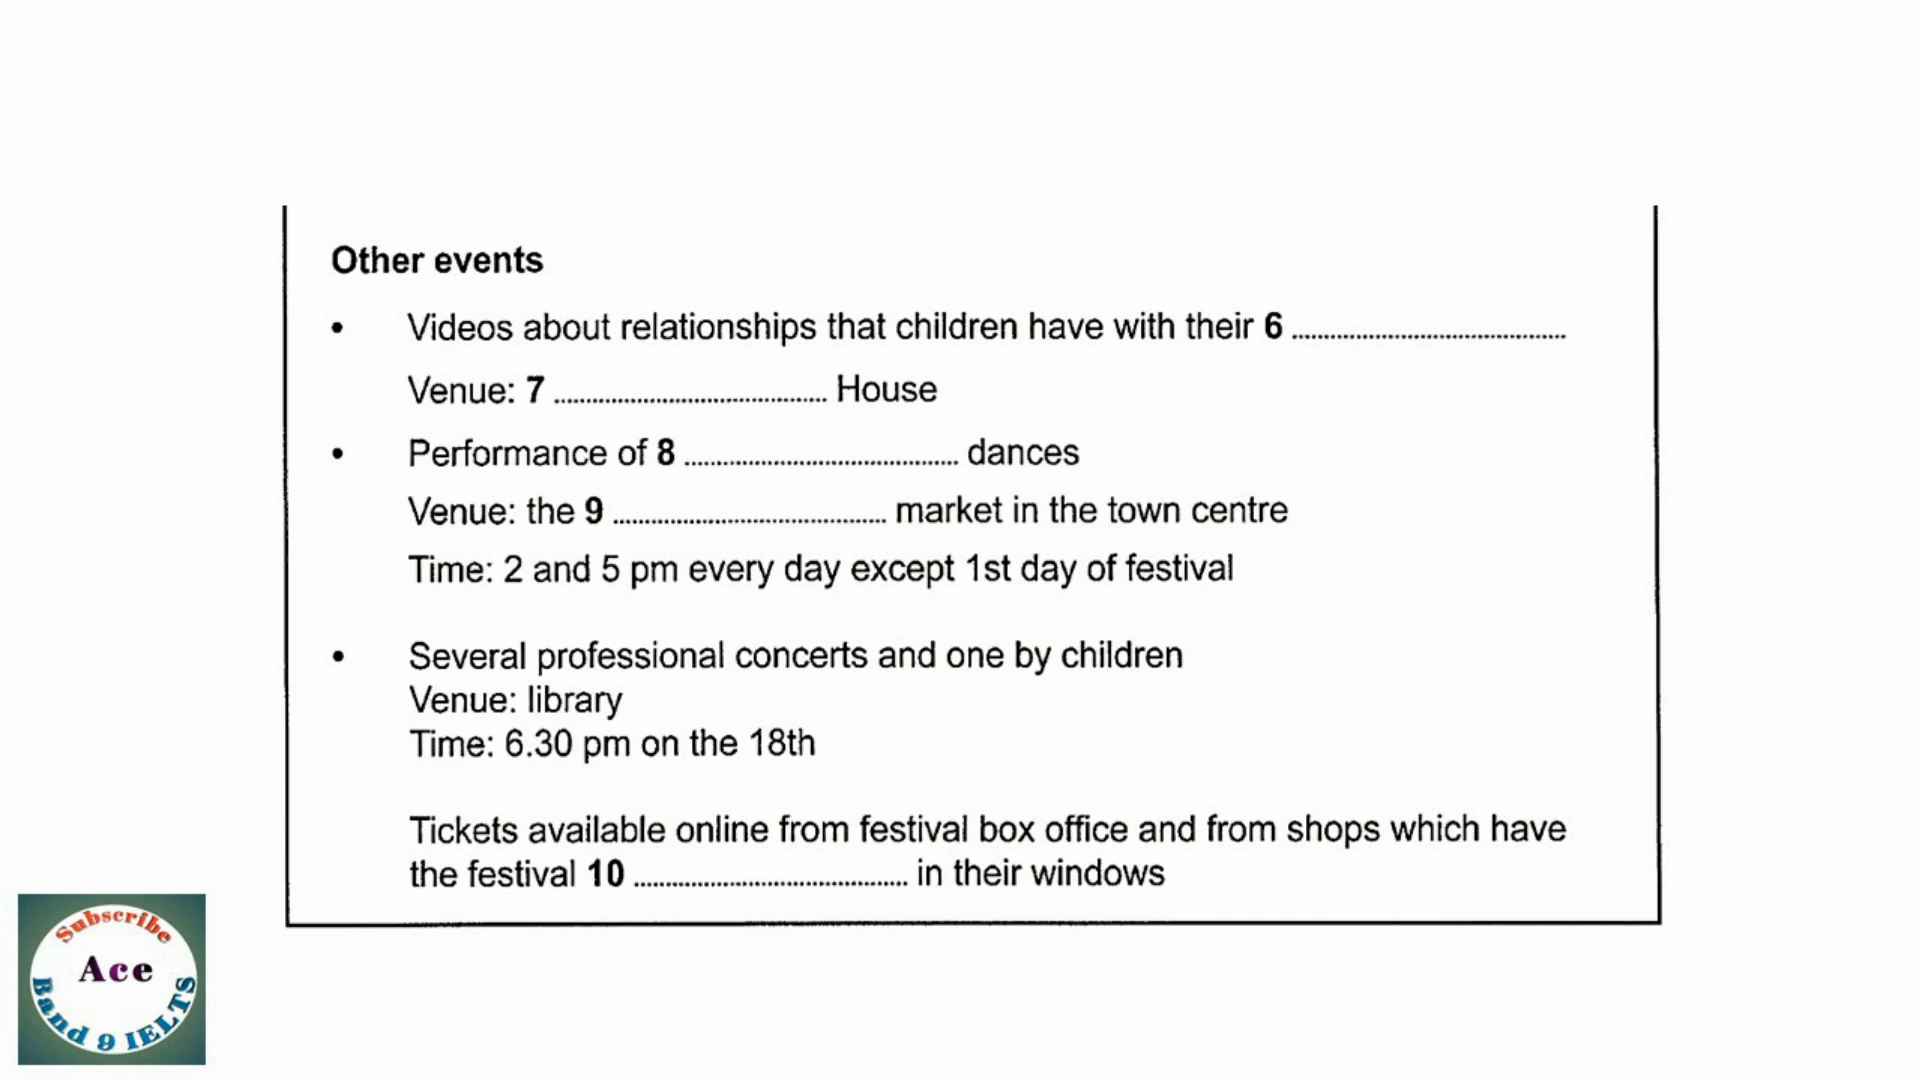 Other events
• Videos about relationships that children have with their 6 ..........................................
Venue: 7 .......................................... House
• Performance of 8 .......................................... dances
Venue: the 9 .......................................... market in the town centre
Time: 2 and 5 pm every day except 1st day of festival
• Several professional concerts and one by children
Venue: library
Time: 6.30 pm on the 18th
Tickets available online from festival box office and from shops which have
the festival 10 .......................................... in their windows
Subscribe
Ace
Band 9 IELTS